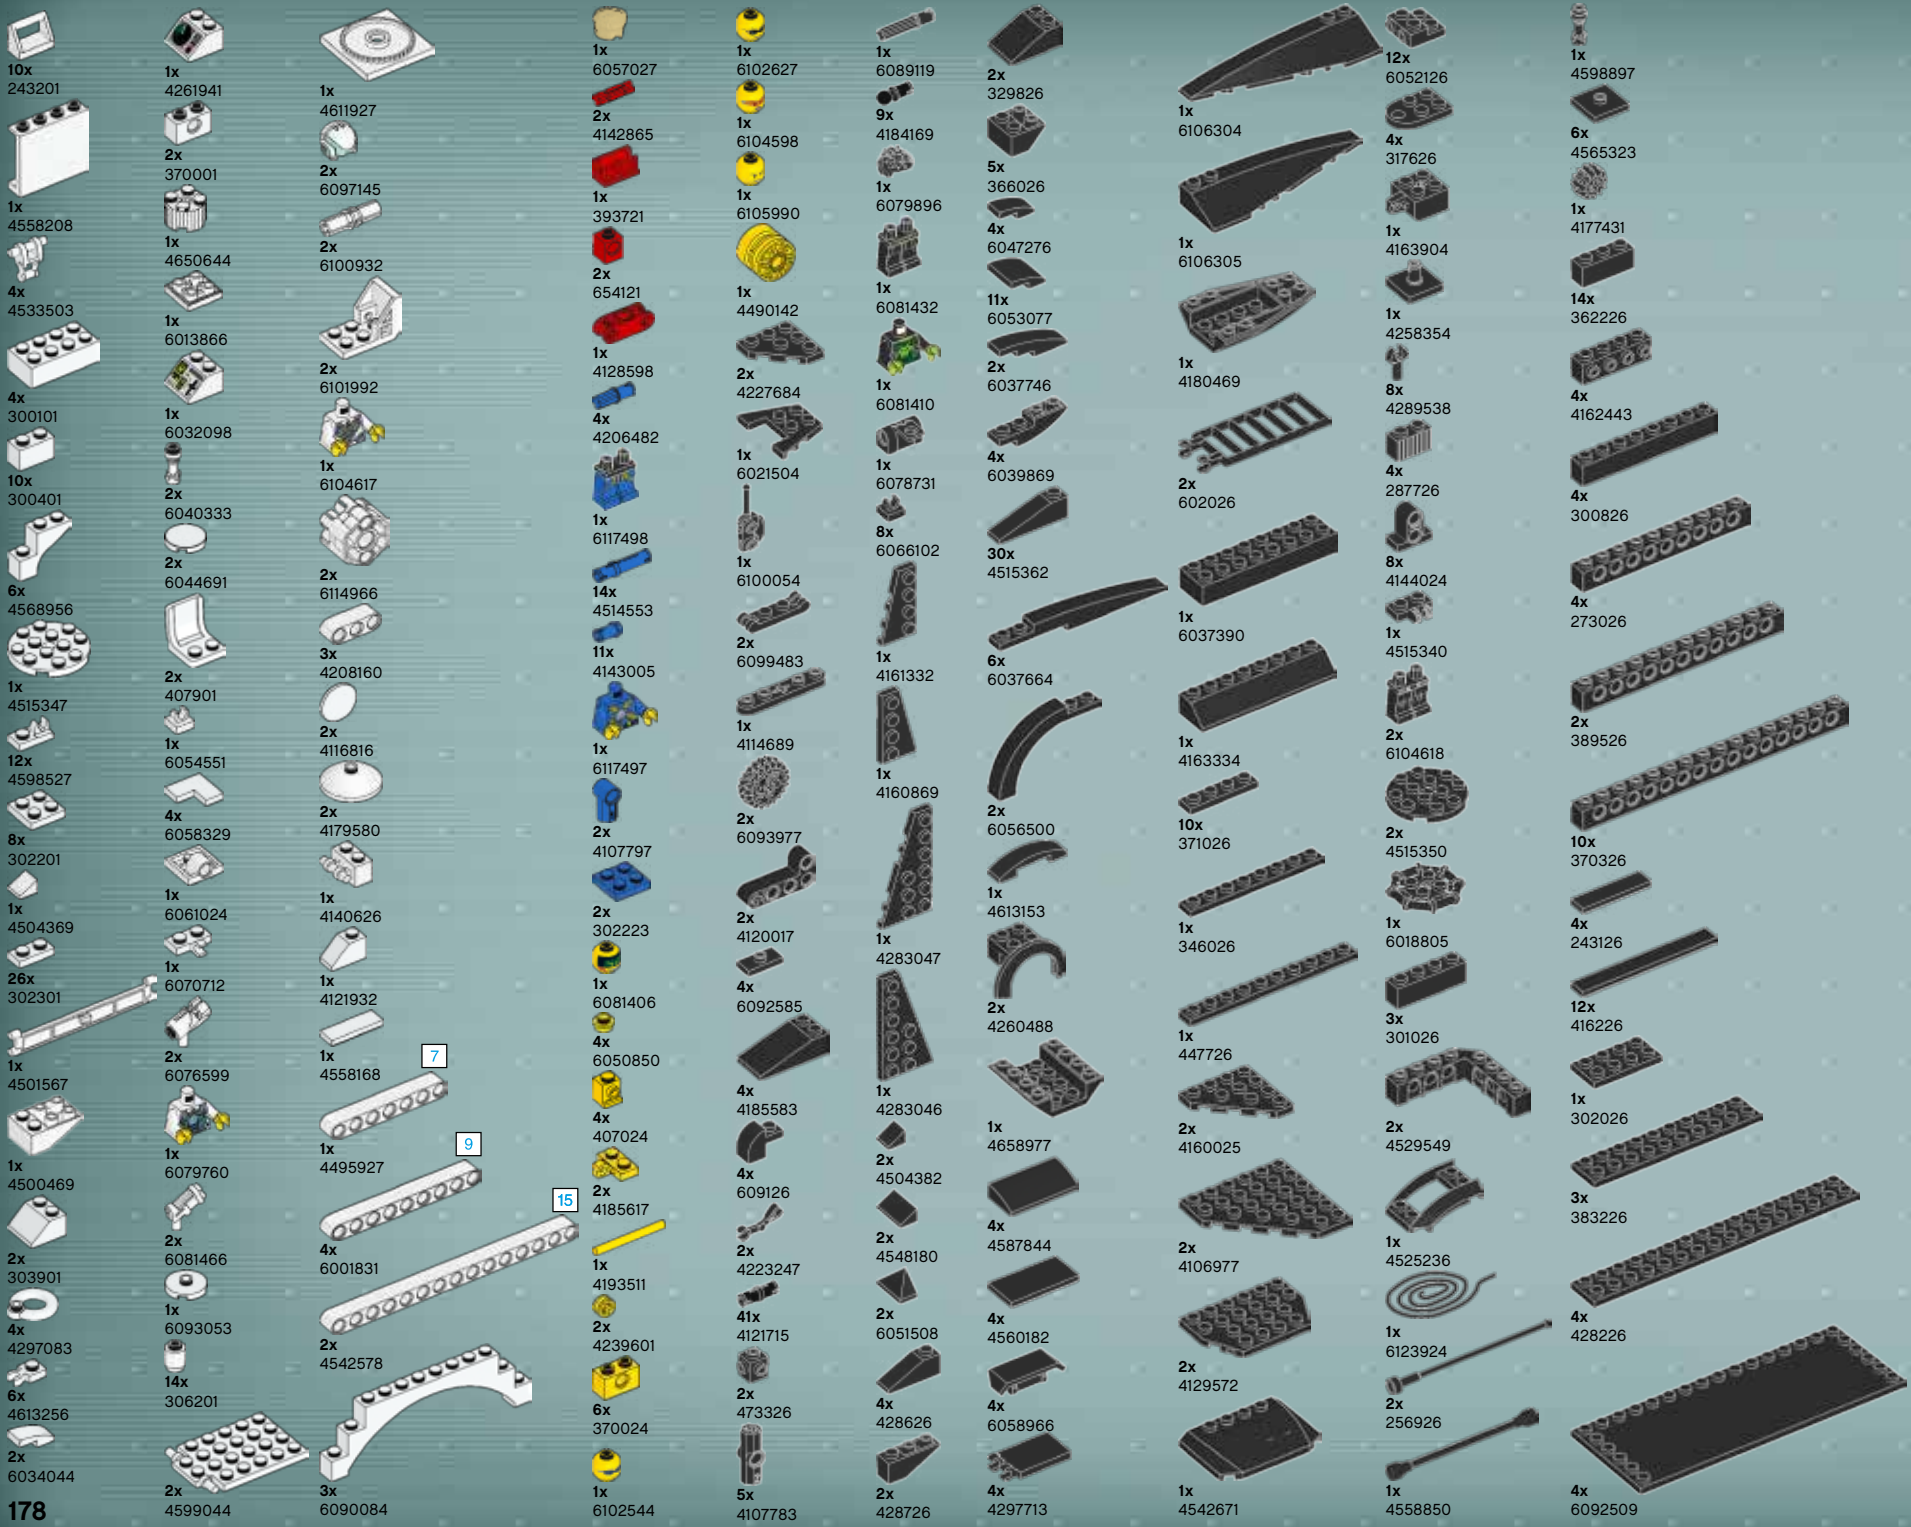 10x
243201
1x
4558208
4x
4533503
4x
300101
10x
300401
6x
4568956
1x
4515347
12x
4598527
8x
302201
1x
4504369
26x
302301
1x
4501567
1x
4500469
2x
303901
4x
4297083
6x
4613256
2x
6034044
178
1x
4261941
2x
370001
1x
4650644
1x
6013866
1x
6032098
2x
6040333
2x
6044691
2x
407901
1x
6054551
4x
6058329
1x
6061024
1x
6070712
2x
6076599
1x
6079760
2x
6081466
1x
6093053
14x
306201
2x
4599044
1x
4611927
2x
6097145
2x
6100932
2x
6101992
1x
6104617
2x
6114966
3x
4208160
2x
4116816
2x
4179580
1x
4140626
1x
4121932
1x
4558168
7
1x
4495927
9
4x
6001831
15
2x
4542578
3x
6090084
1x
6057027
2x
4142865
1x
393721
2x
654121
1x
4128598
4x
4206482
1x
6117498
14x
4514553
11x
4143005
1x
6117497
2x
4107797
2x
302223
1x
6081406
4x
6050850
4x
407024
2x
4185617
1x
4193511
2x
4239601
6x
370024
1x
6102544
1x
6102627
1x
6104598
1x
6105990
1x
4490142
2x
4227684
1x
6021504
1x
6100054
2x
6099483
1x
4114689
2x
6093977
2x
4120017
4x
6092585
4x
4185583
4x
609126
2x
4223247
41x
4121715
2x
473326
5x
4107783
1x
6089119
9x
4184169
1x
6079896
1x
6081432
1x
6081410
1x
6078731
8x
6066102
1x
4161332
1x
4160869
1x
4283047
1x
4283046
2x
4504382
2x
4548180
2x
6051508
4x
428626
2x
428726
2x
329826
5x
366026
4x
6047276
11x
6053077
2x
6037746
4x
6039869
30x
4515362
6x
6037664
2x
6056500
1x
4613153
2x
4260488
1x
4658977
4x
4587844
4x
4560182
4x
6058966
4x
4297713
1x
6106304
1x
6106305
1x
4180469
2x
602026
1x
6037390
1x
4163334
10x
371026
1x
346026
1x
447726
2x
4160025
2x
4106977
2x
4129572
1x
4542671
12x
6052126
4x
317626
1x
4163904
1x
4258354
8x
4289538
4x
287726
8x
4144024
1x
4515340
2x
6104618
2x
4515350
1x
6018805
3x
301026
2x
4529549
1x
4525236
1x
6123924
2x
256926
1x
4558850
1x
4598897
6x
4565323
1x
4177431
14x
362226
4x
4162443
4x
300826
4x
273026
2x
389526
10x
370326
4x
243126
12x
416226
1x
302026
3x
383226
4x
428226
4x
6092509